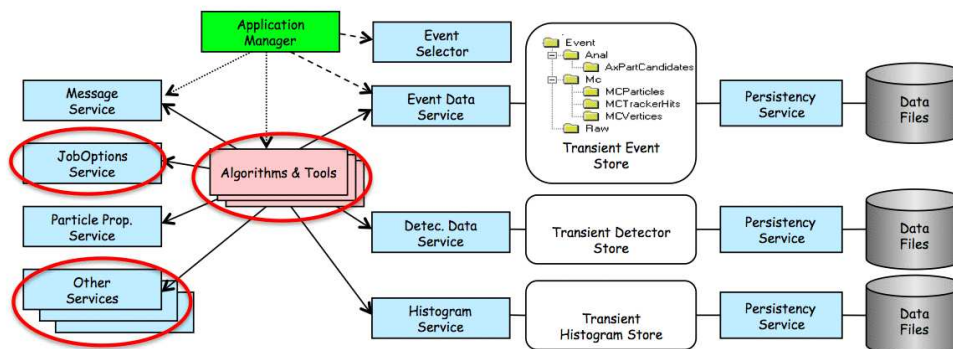 Application
Manager
Event
Selector
Message
Service
Event Data
Service
Event
Anal
AxPartCandidates
Mc
MCParticles
MCTrackerHits
MCVertices
Raw
Transient Event
Store
Persistency
Service
Data
Files
JobOptions
Service
Algorithms & Tools
Particle Prop.
Service
Detec. Data
Service
Transient Detector
Store
Persistency
Service
Data
Files
Other
Services
Histogram
Service
Transient
Histogram Store
Persistency
Service
Data
Files